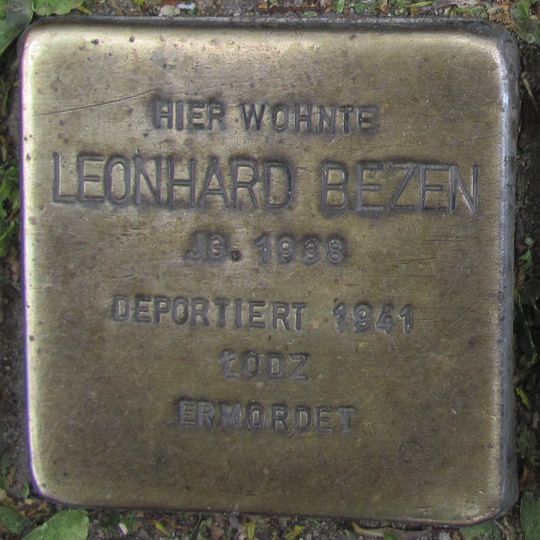 HIER WOHNTE
LEONHARD BEZEN
JG. 1938
DEPORTIERT 1941
ŁODZ
ERMORDET